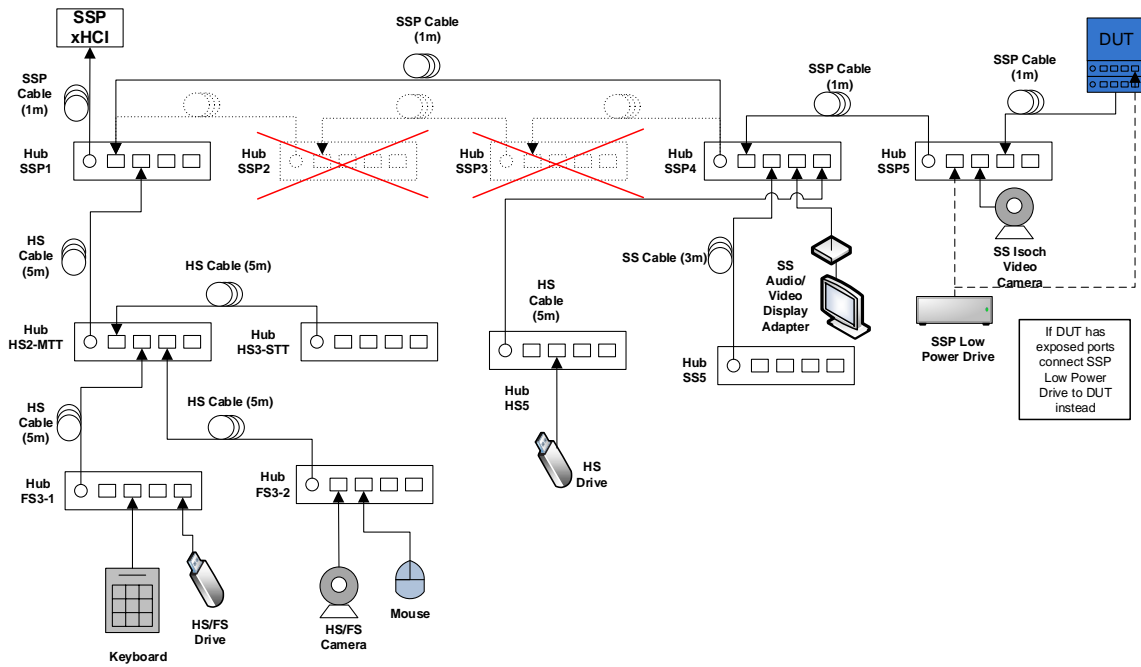 SSP
xHCI
SSP
Cable
(1m)
SSP Cable
(1m)
SSP Cable
(1m)
SSP Cable
(1m)
DUT
Hub
SSP1
Hub
SSP2
Hub
SSP3
Hub
SSP4
Hub
SSP5
HS
Cable
(5m)
HS Cable (5m)
HS
Cable
(5m)
SS Cable (3m)
SS
Audio/
Video
Display
Adapter
SS Isoch
Video
Camera
SSP Low
Power Drive
If DUT has
exposed ports
connect SSP
Low Power
Drive to DUT
instead
Hub
HS2-MTT
Hub
HS3-STT
Hub
HS5
Hub
SS5
HS
Cable
(5m)
HS Cable (5m)
HS
Drive
Hub
FS3-1
Hub
FS3-2
Keyboard
HS/FS
Drive
HS/FS
Camera
Mouse